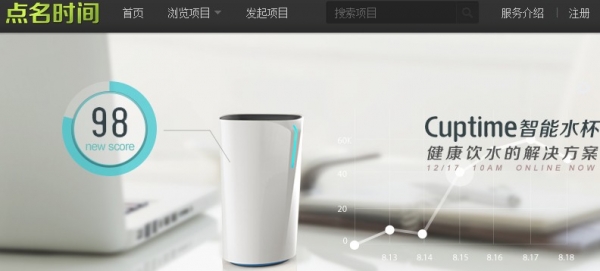 点名时间 首页 浏览项目 发起项目 搜索项目 服务介绍 | 注册
98
new score
Cuptime智能水杯
健康饮水的解决方案
12/17 10AM ONLINE NOW
60
40
20
0
8.13 8.14 8.15 8.16 8.17 8.18